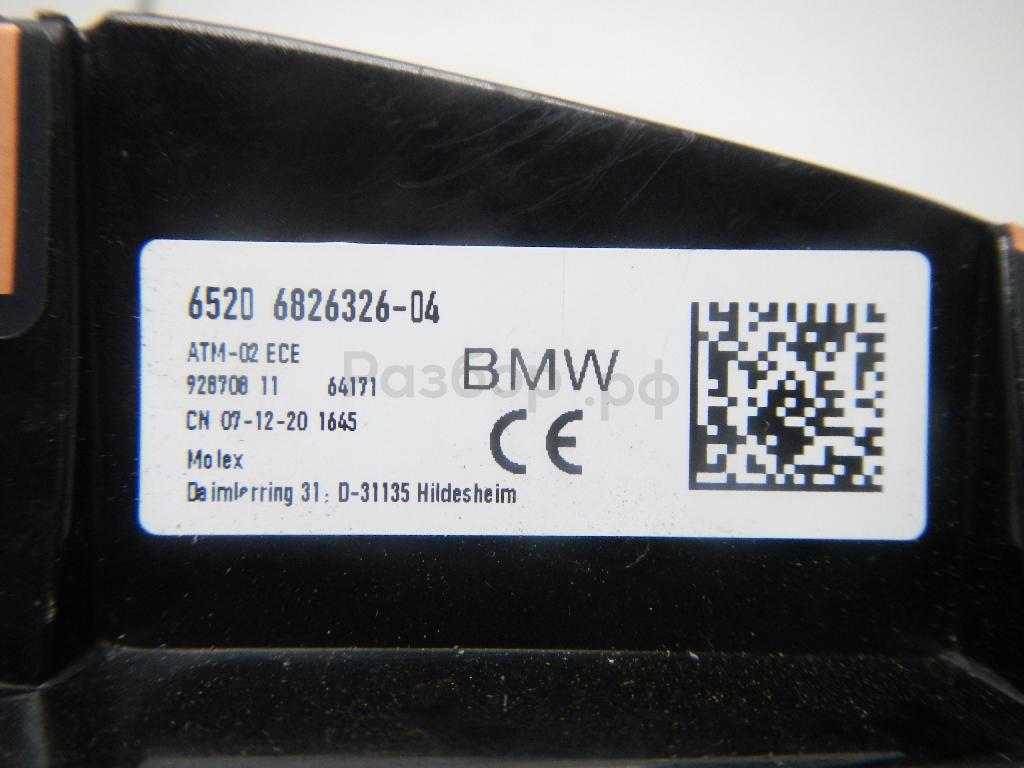 6520 6826326-04
ATM-02 ECE
928708 11 64171
CN 07-12-20 1645
Molex
Daimlerring 31; D-31135 Hildesheim
BMW
CE
Разбор.рф